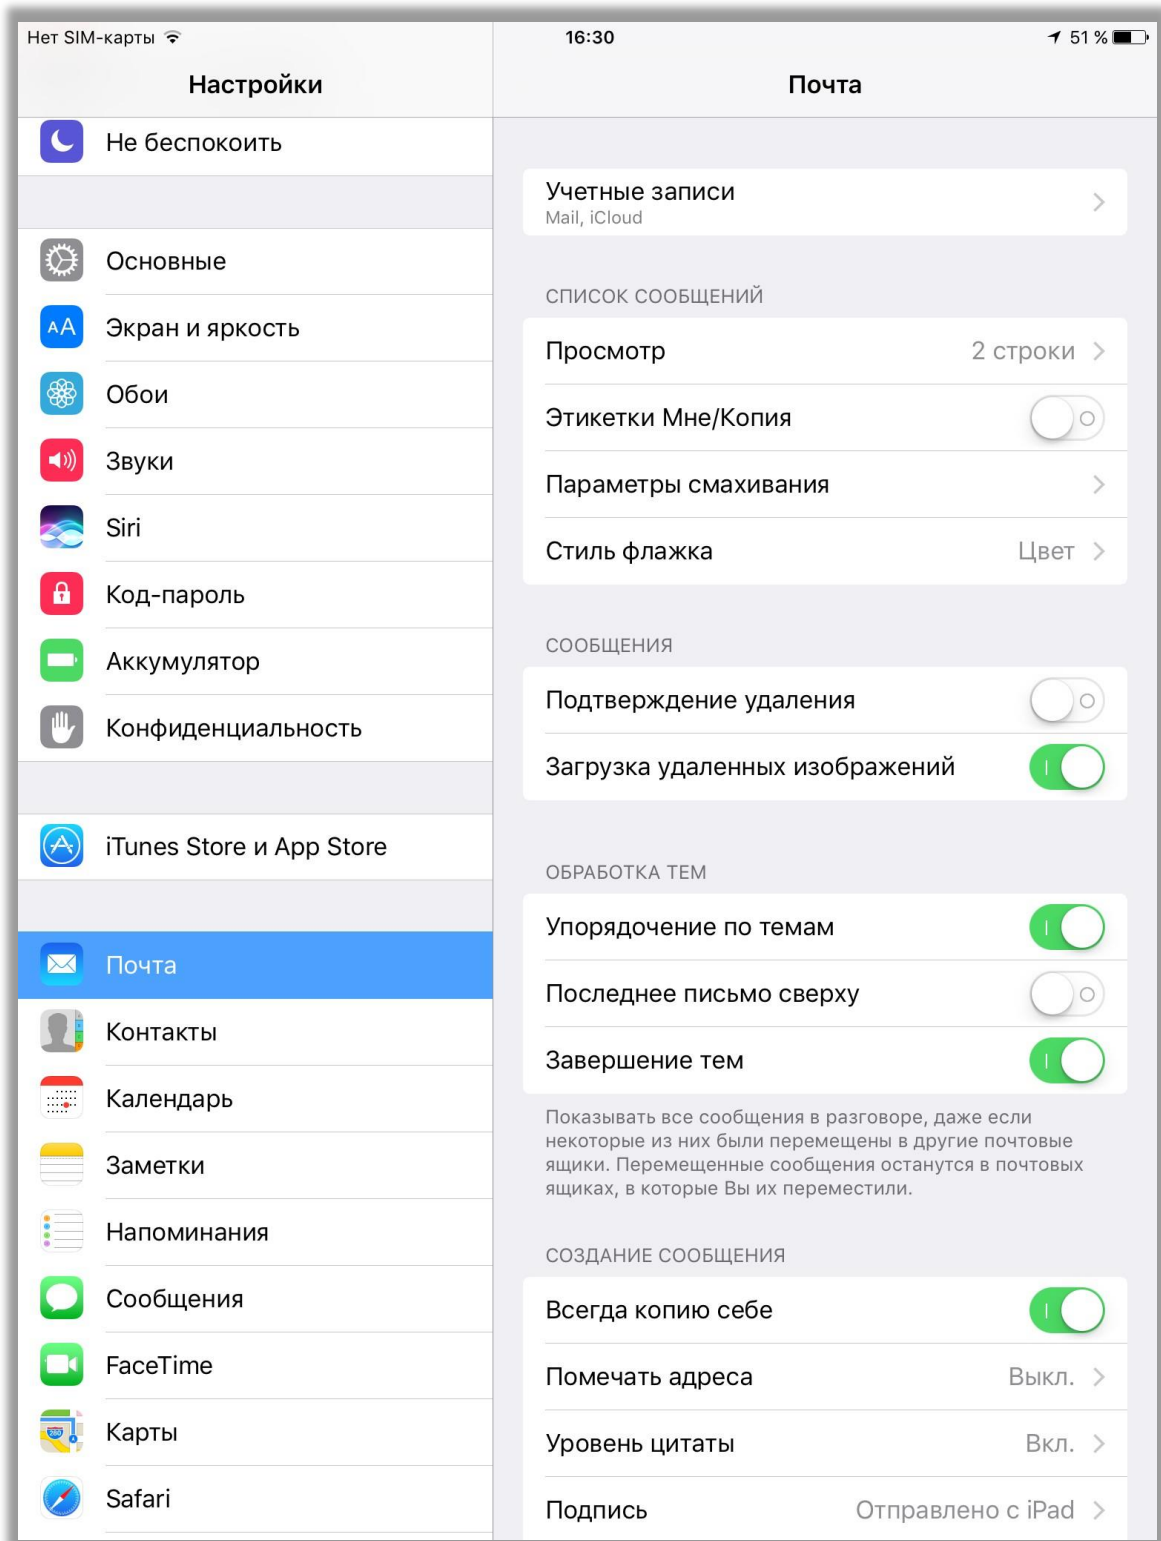 Нет SIM-карты
16:30
51 %
Настройки
Не беспокоить
Основные
AA Экран и яркость
Обои
Звуки
Siri
Код-пароль
Аккумулятор
Конфиденциальность
iTunes Store и App Store
Почта
Контакты
Календарь
Заметки
Напоминания
Сообщения
FaceTime
280 Карты
Safari
Почта
Учетные записи
Mail, iCloud
СПИСОК СООБЩЕНИЙ
Просмотр 2 строки
Этикетки Мне/Копия
Параметры смахивания
Стиль флажка Цвет
СООБЩЕНИЯ
Подтверждение удаления
Загрузка удаленных изображений
ОБРАБОТКА ТЕМ
Упорядочение по темам
Последнее письмо сверху
Завершение тем
Показывать все сообщения в разговоре, даже если
некоторые из них были перемещены в другие почтовые
ящики. Перемещенные сообщения останутся в почтовых
ящиках, в которые Вы их переместили.
СОЗДАНИЕ СООБЩЕНИЯ
Всегда копию себе
Помечать адреса Выкл.
Уровень цитаты Вкл.
Подпись Отправлено с iPad